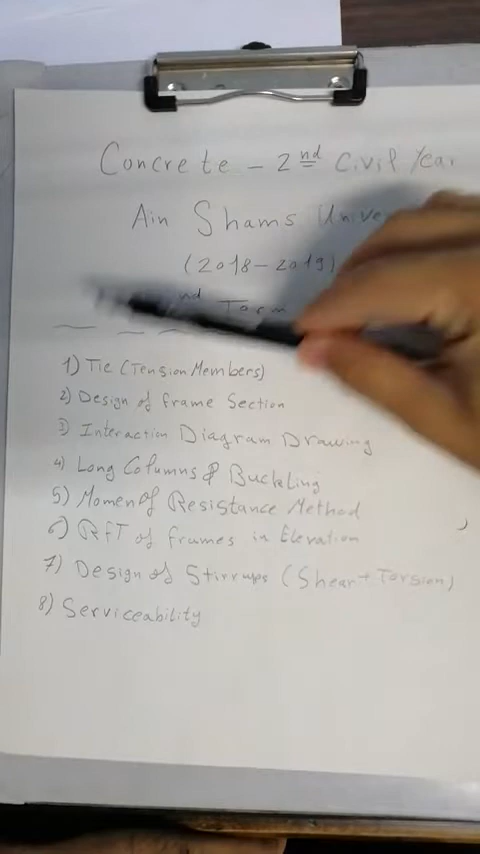 Concrete - 2nd Civil Year
Ain Shams
(2018-2019)
nd Term
1) Tie (Tension Members)
2) Design of frame Section
3) Interaction Diagram Drawing
4) Long Columns & Buckling
5) Moment of Resistance Method
6) RFT of frames in Elevation
7) Design of Stirrups (Shear + Torsion)
8) Serviceability